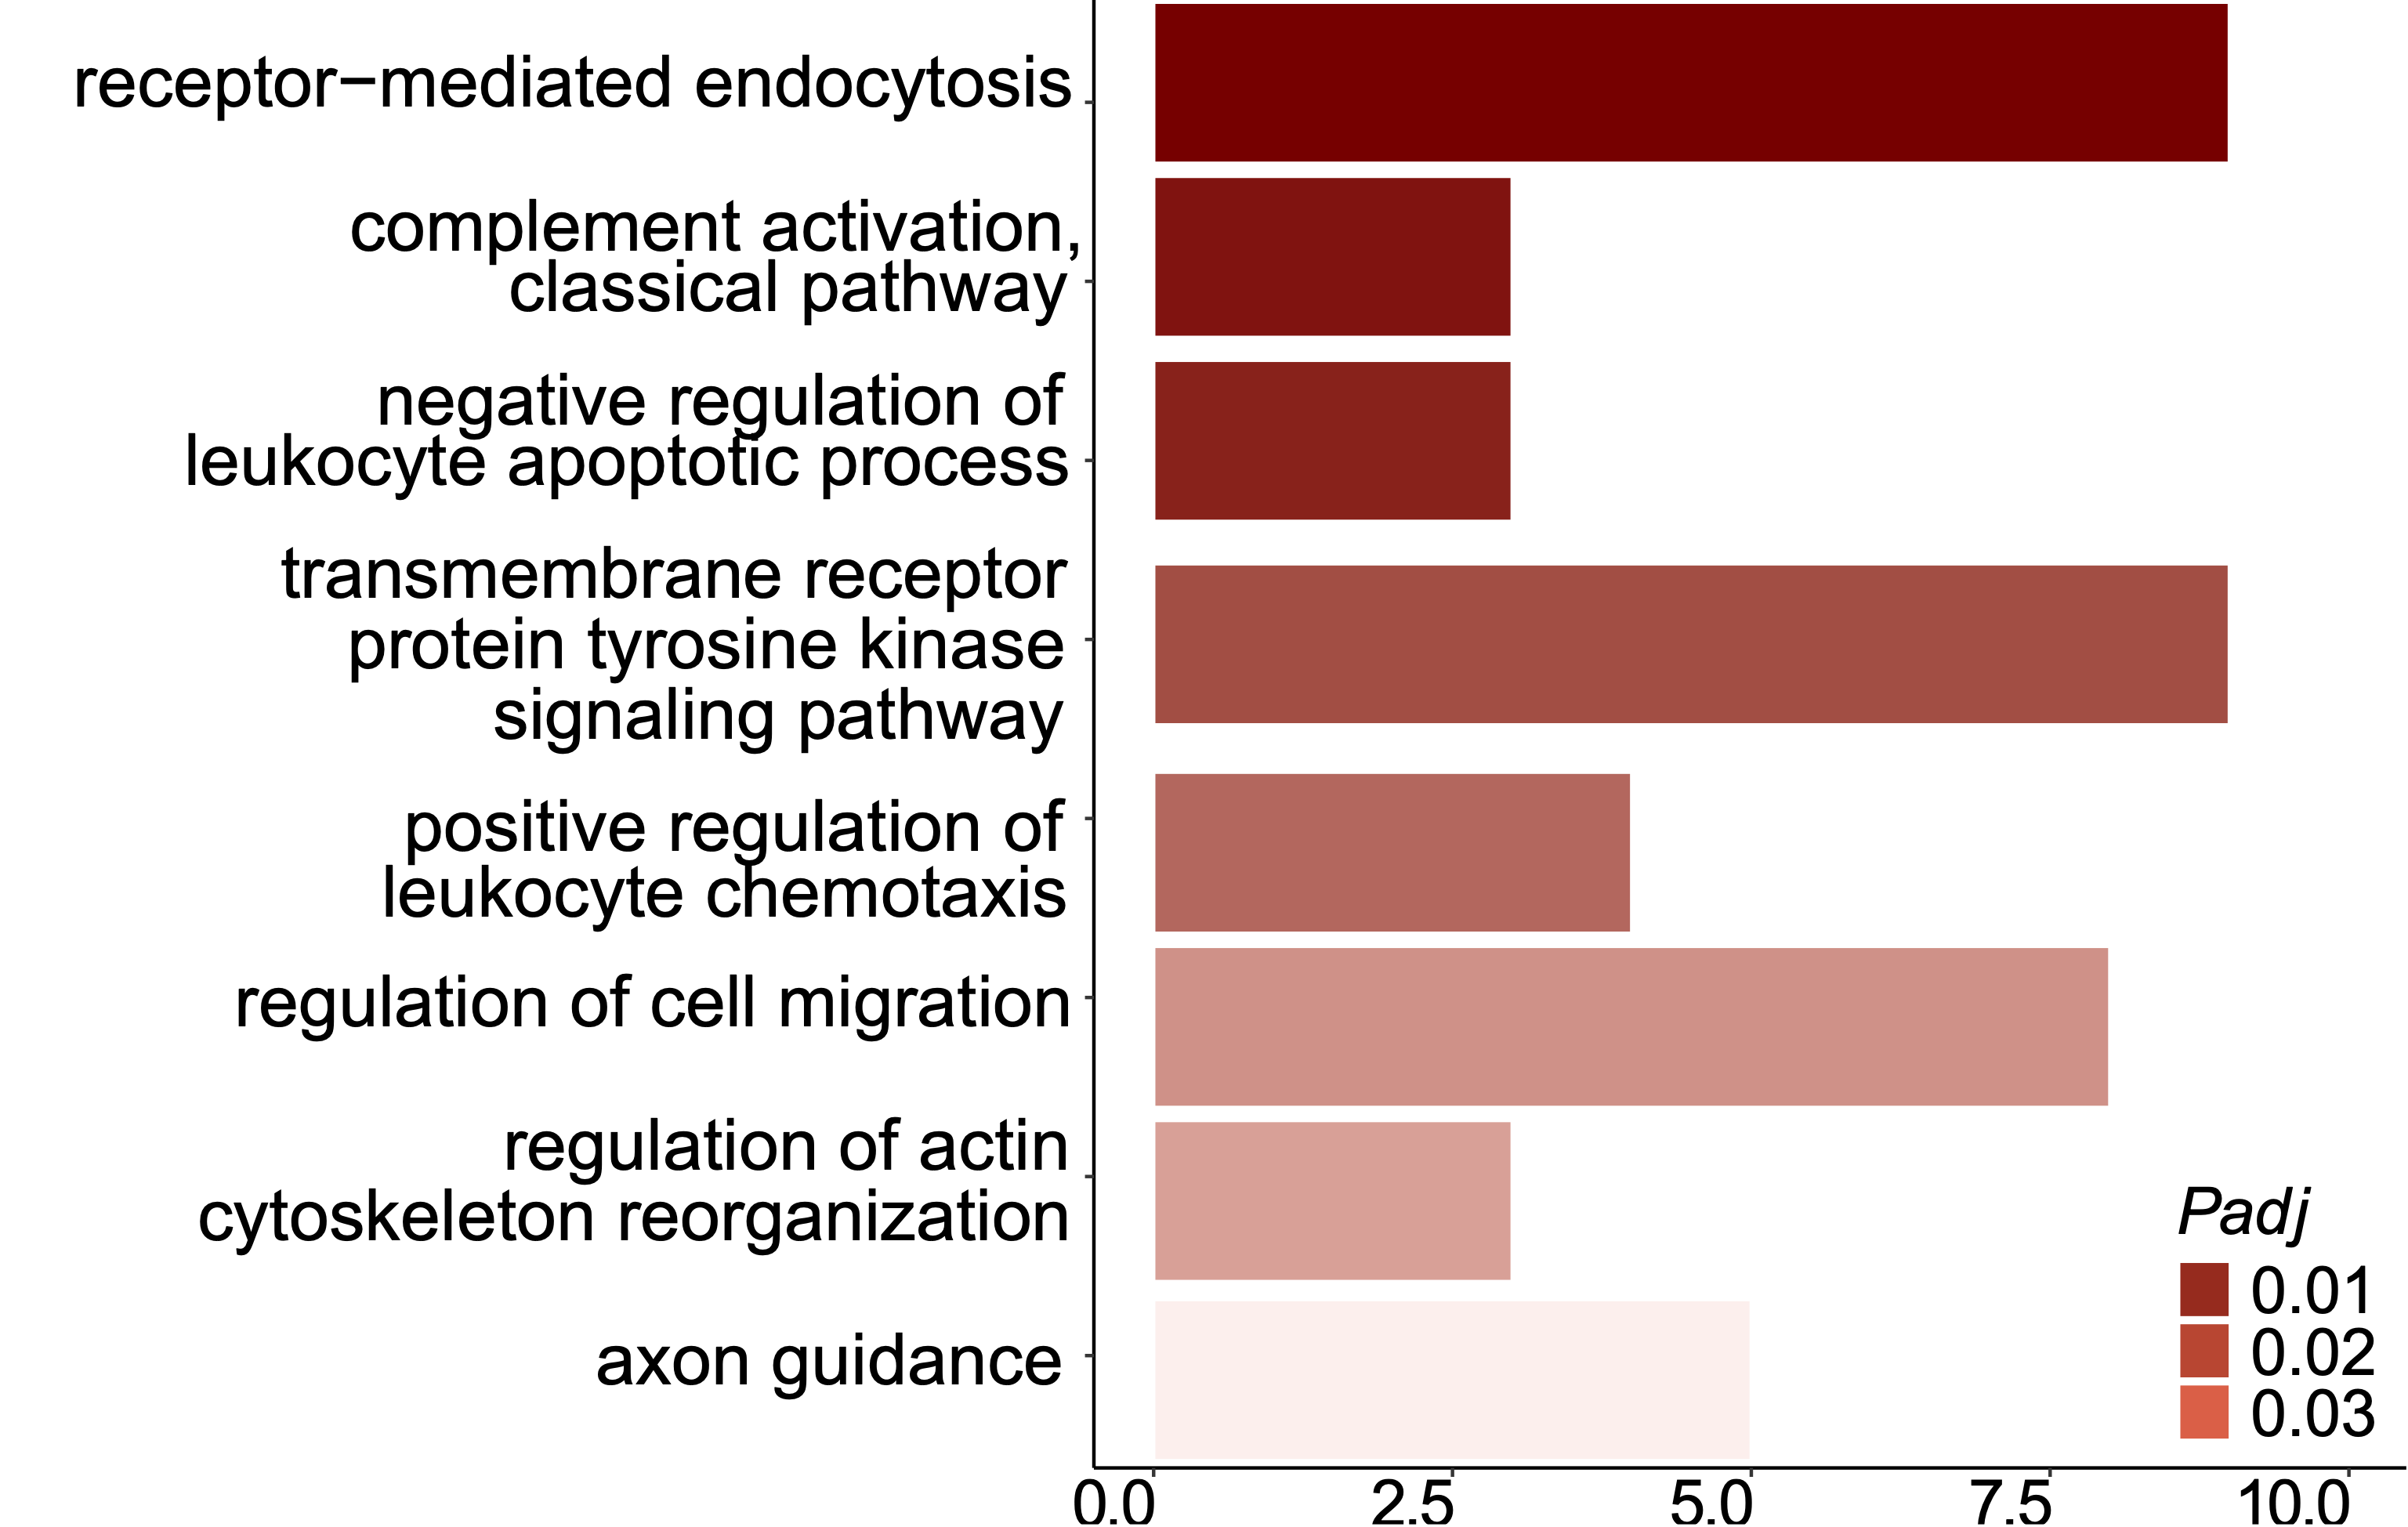 receptor−mediated endocytosis
complement activation,
classical pathway
negative regulation of
leukocyte apoptotic process
transmembrane receptor
protein tyrosine kinase
signaling pathway
positive regulation of
leukocyte chemotaxis
regulation of cell migration
regulation of actin
cytoskeleton reorganization
axon guidance
Padj
0.01
0.02
0.03
0.0 2.5 5.0 7.5 10.0